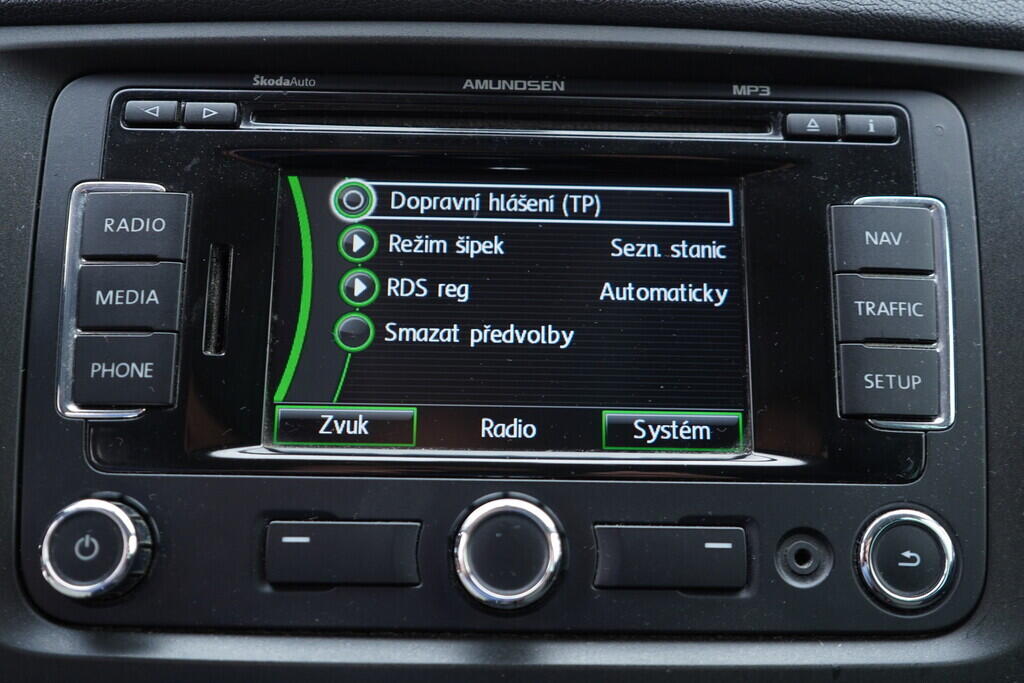 ŠkodaAuto AMUNDSEN MP3
i
RADIO
MEDIA
PHONE
Dopravní hlášení (TP)
Režim šipek Sezn. stanic
RDS reg Automaticky
Smazat předvolby
Zvuk Radio Systém
NAV
TRAFFIC
SETUP